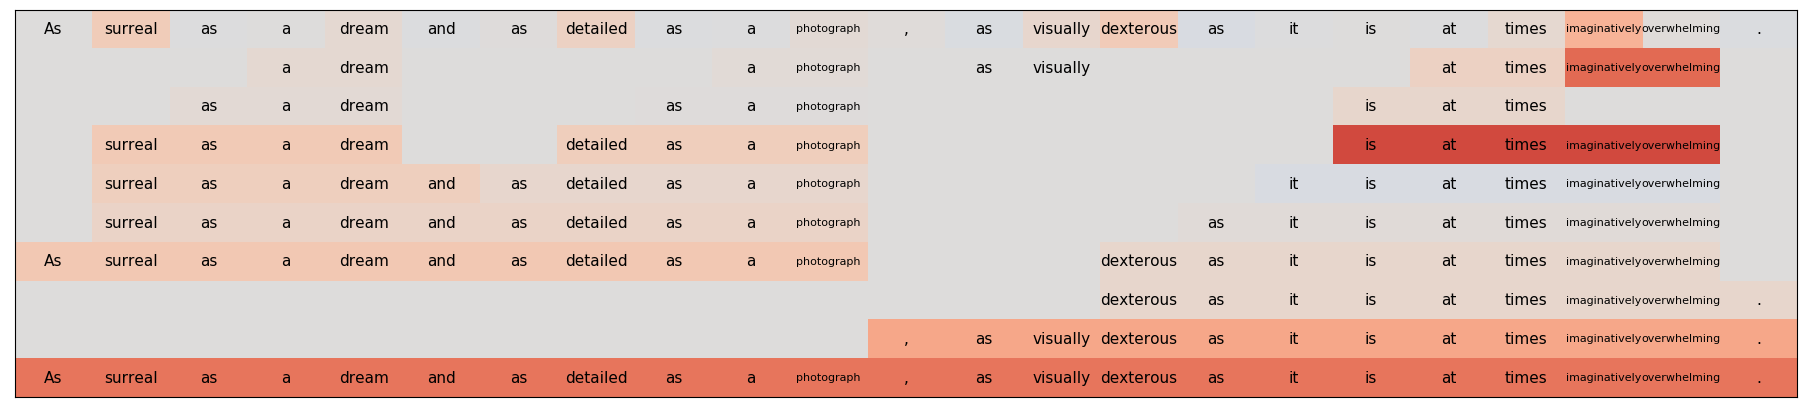 As surreal as a dream and as detailed as a photograph , as visually dexterous as it is at times imaginatively overwhelming .
a dream a photograph as visually at times imaginatively overwhelming
as a dream as a photograph is at times
surreal as a dream detailed as a photograph is at times imaginatively overwhelming
surreal as a dream and as detailed as a photograph it is at times imaginatively overwhelming
surreal as a dream and as detailed as a photograph as it is at times imaginatively overwhelming
As surreal as a dream and as detailed as a photograph dexterous as it is at times imaginatively overwhelming
dexterous as it is at times imaginatively overwhelming .
, as visually dexterous as it is at times imaginatively overwhelming .
As surreal as a dream and as detailed as a photograph , as visually dexterous as it is at times imaginatively overwhelming .